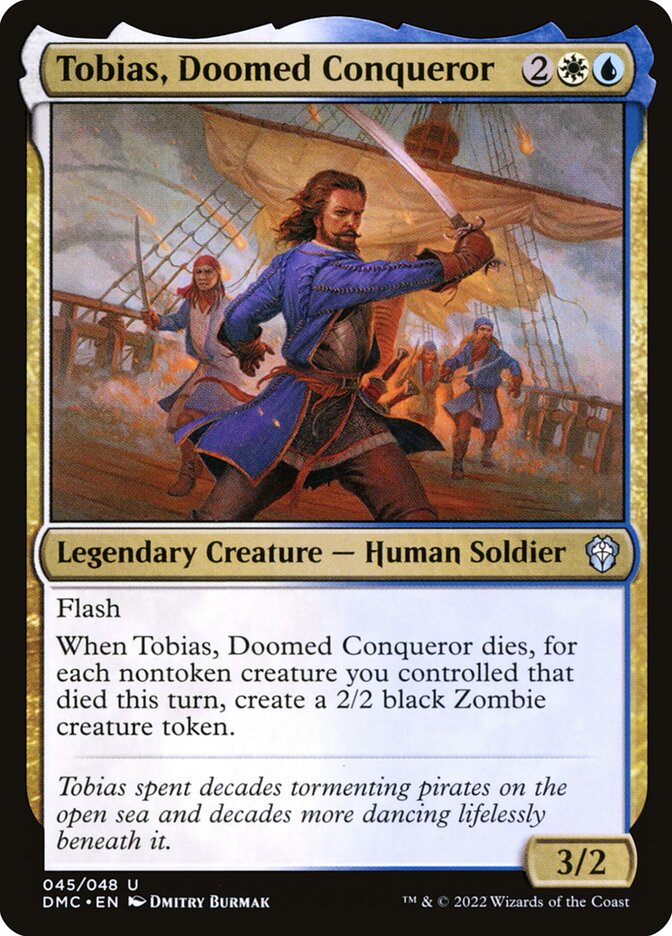 Tobias, Doomed Conqueror 2
Legendary Creature — Human Soldier
Flash
When Tobias, Doomed Conqueror dies, for
each nontoken creature you controlled that
died this turn, create a 2/2 black Zombie
creature token.
Tobias spent decades tormenting pirates on the
open sea and decades more dancing lifelessly
beneath it.
3/2
045/048 U
DMC • EN Dmitry Burmak
™ & © 2022 Wizards of the Coast